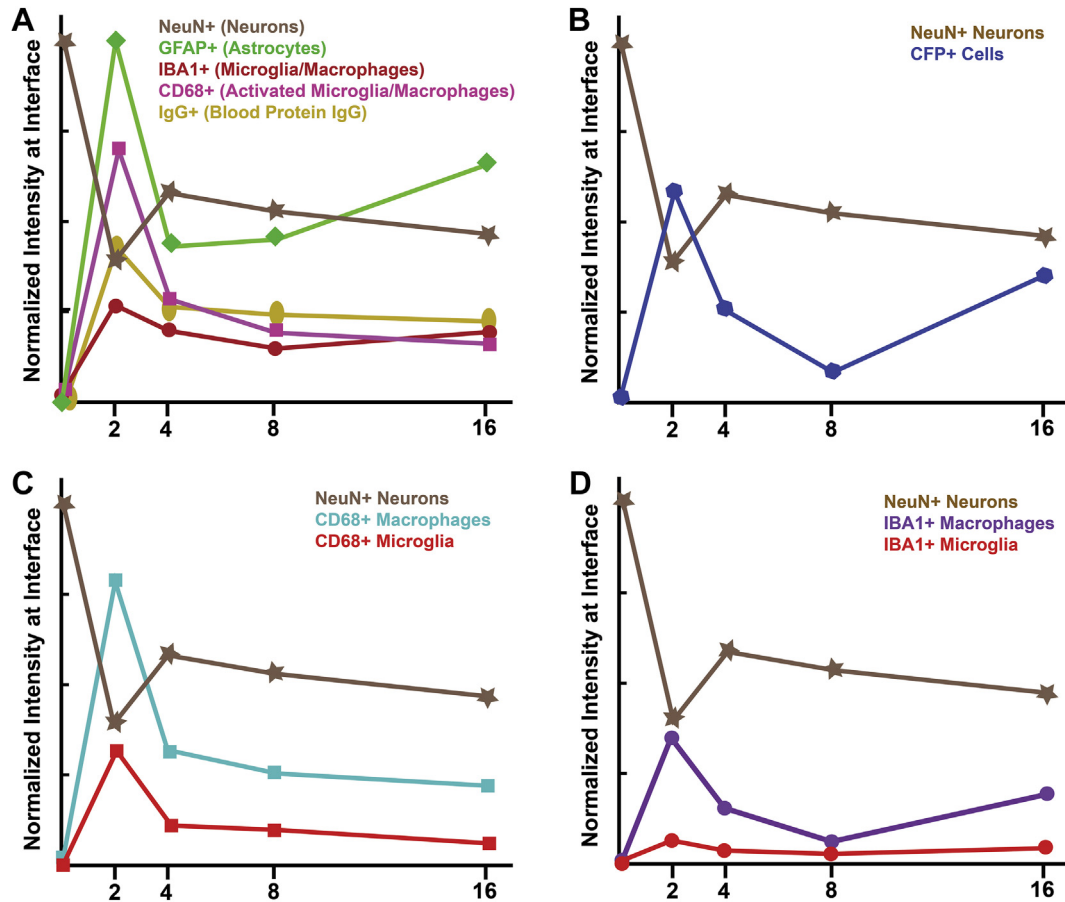 A
NeuN+ (Neurons)
GFAP+ (Astrocytes)
IBA1+ (Microglia/Macrophages)
CD68+ (Activated Microglia/Macrophages)
IgG+ (Blood Protein IgG)
Normalized Intensity at Interface
2 4 8 16
B
NeuN+ Neurons
CFP+ Cells
Normalized Intensity at Interface
2 4 8 16
C
NeuN+ Neurons
CD68+ Macrophages
CD68+ Microglia
Normalized Intensity at Interface
2 4 8 16
D
NeuN+ Neurons
IBA1+ Macrophages
IBA1+ Microglia
Normalized Intensity at Interface
2 4 8 16